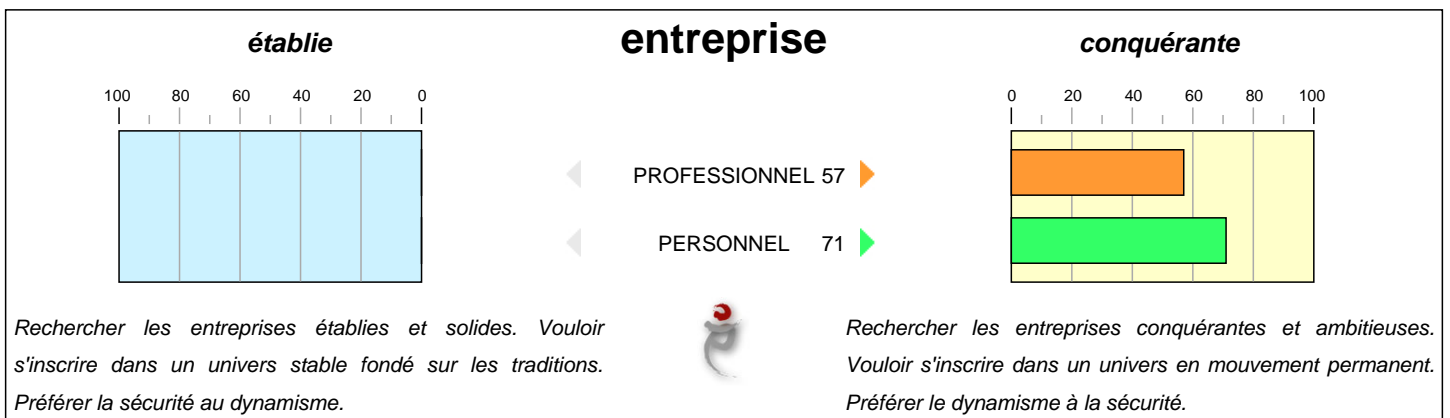 établie
entreprise
conquérante
100 80 60 40 20 0
0 20 40 60 80 100
PROFESSIONNEL 57
PERSONNEL 71
Rechercher les entreprises établies et solides. Vouloir
s'inscrire dans un univers stable fondé sur les traditions.
Préférer la sécurité au dynamisme.
Rechercher les entreprises conquérantes et ambitieuses.
Vouloir s'inscrire dans un univers en mouvement permanent.
Préférer le dynamisme à la sécurité.